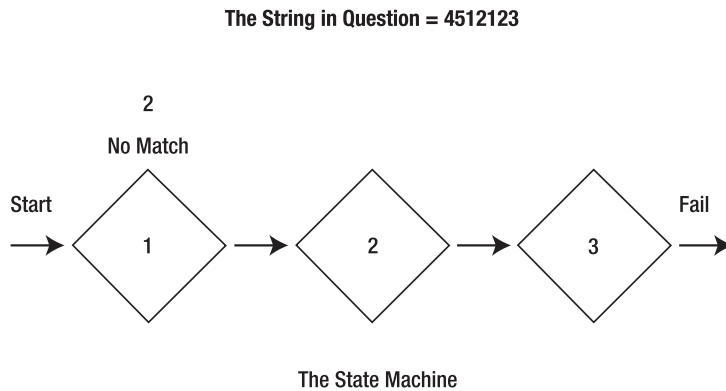 The String in Question = 4512123
2
No Match
Start
Fail
1
2
3
The State Machine